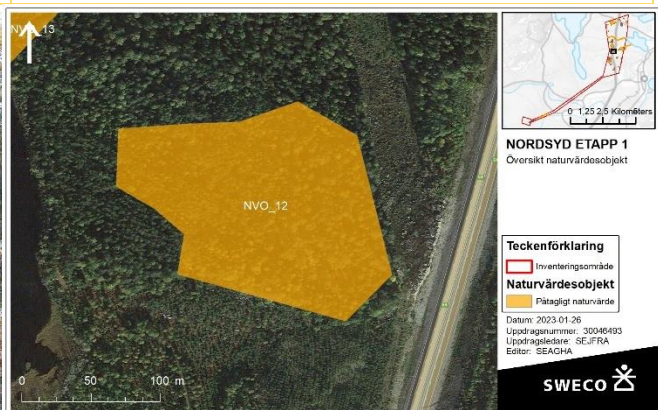 NVO_13
NVO_12
0 50 100 m
0 1,25 2,5 Kilometers
NORDSYD ETAPP 1
Översikt naturvärdesobjekt
Teckenförklaring
Inventeringsområde
Naturvärdesobjekt
Påtagligt naturvärde
Datum: 2023-01-26
Uppdragsnummer: 30046493
Uppdragsledare: SEJFRA
Editor: SEAGHA
SWECO